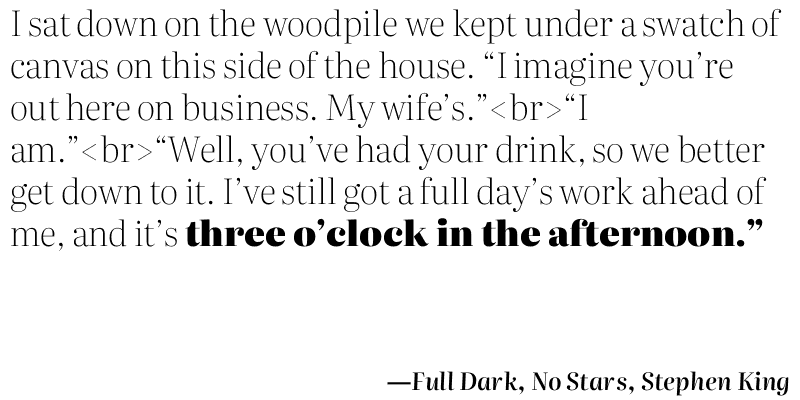 I sat down on the woodpile we kept under a swatch of
canvas on this side of the house. “I imagine you’re
out here on business. My wife’s.”<br>“I
am.”<br>“Well, you’ve had your drink, so we better
get down to it. I’ve still got a full day’s work ahead of
me, and it’s three o’clock in the afternoon.”
—Full Dark, No Stars, Stephen King